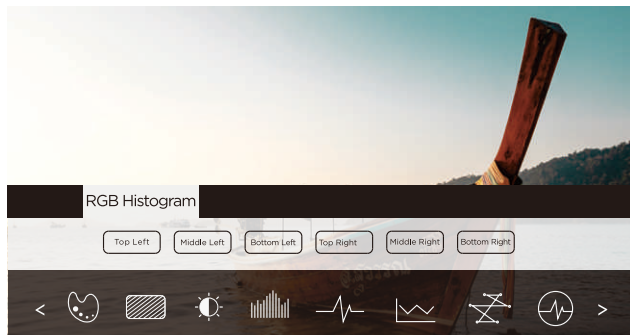 RGB Histogram
Top Left
Middle Left
Bottom Left
Top Right
Middle Right
Bottom Right
< >